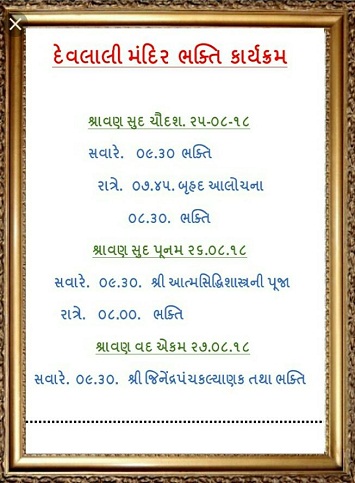 દેવલાલી મંદિર ભક્તિ કાર્યક્રમ
શ્રાવણ સુદ ચૌદશ. ૨૫-૦૮-૧૮
સવારે. ૦૯.૩૦ ભક્તિ
રાત્રે. ૦૭.૪૫. બૃહદ આલોચના
૦૮.૩૦. ભક્તિ
શ્રાવણ સુદ પૂનમ ૨૬.૦૮.૧૮
સવારે. ૦૯.૩૦. શ્રી આત્મસિદ્ધિશાસ્ત્રની પૂજા
રાત્રે. ૦૮.૦૦. ભક્તિ
શ્રાવણ વદ એકમ ૨૭.૦૮.૧૮
સવારે. ૦૯.૩૦. શ્રી જિનેંદ્રપંચકલ્યાણક તથા ભક્તિ